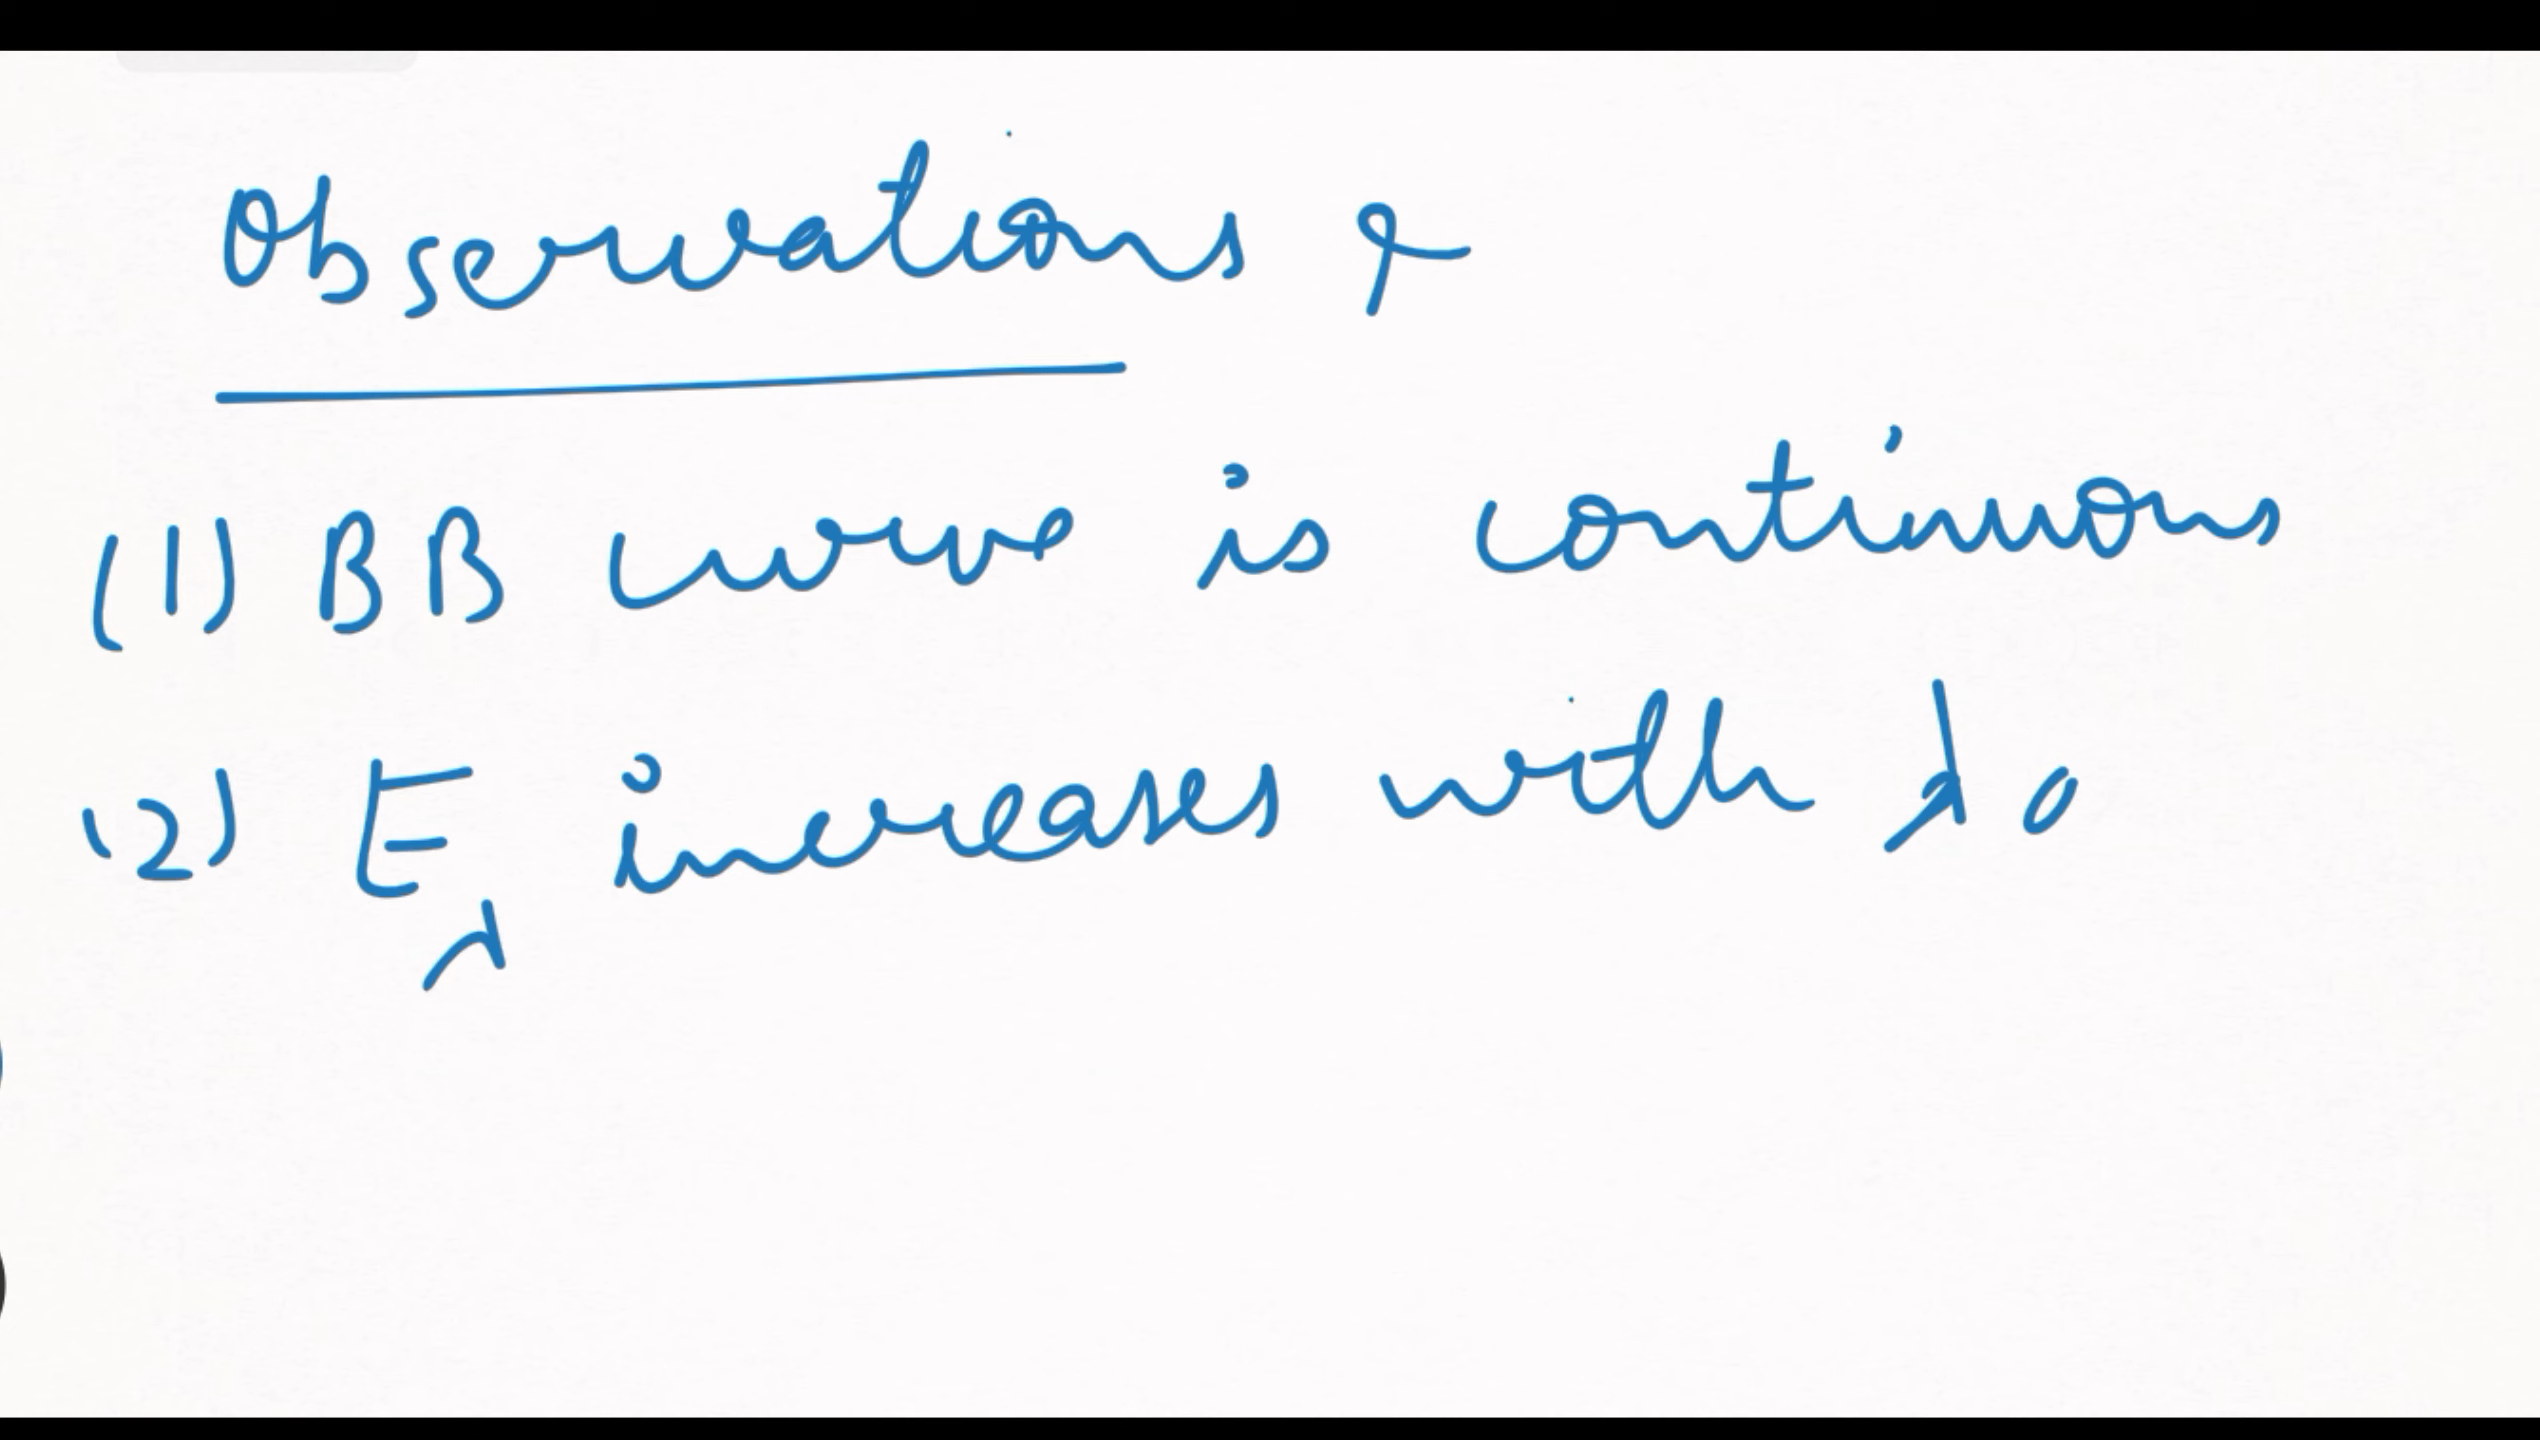 Observations &
(1) BB curve is continuous
(2) Eλ increases with λ